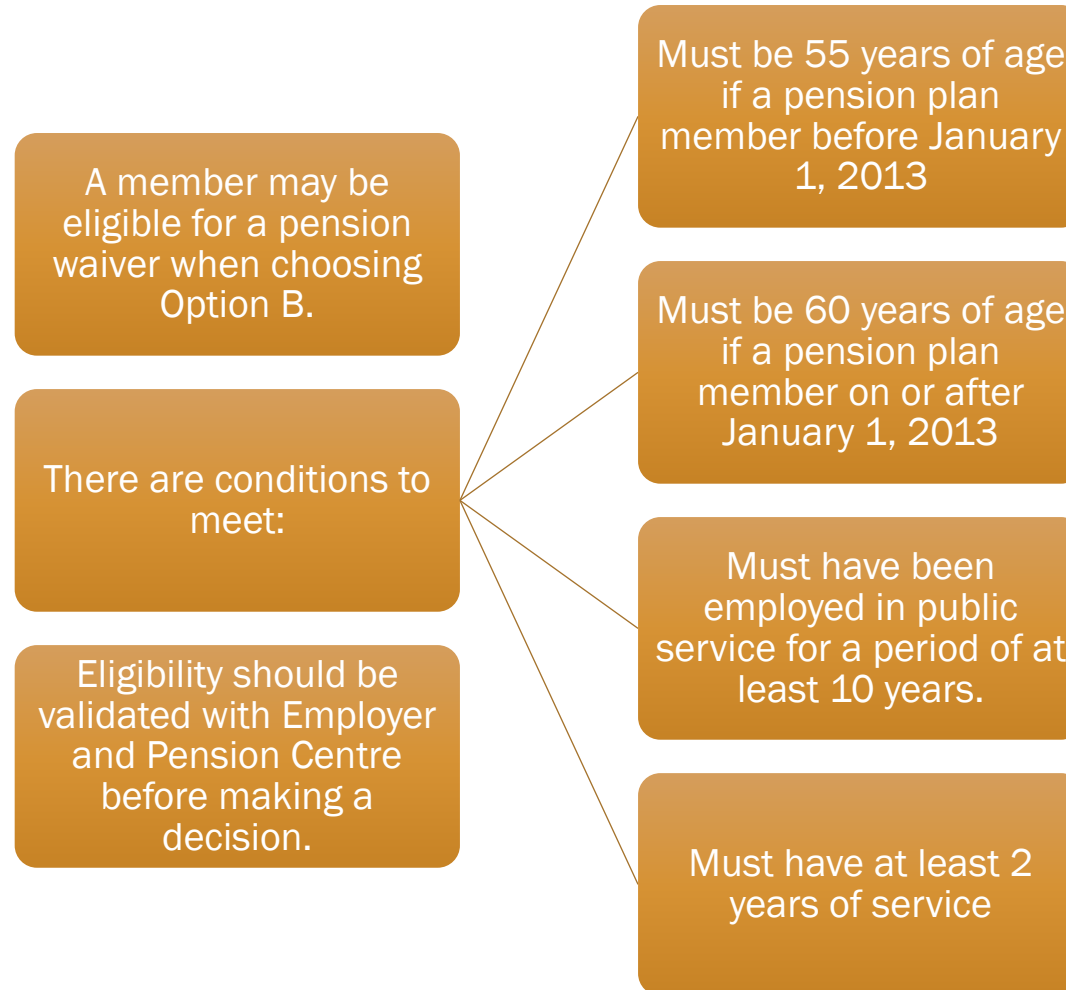 A member may be
eligible for a pension
waiver when choosing
Option B.
There are conditions to
meet:
Eligibility should be
validated with Employer
and Pension Centre
before making a
decision.
Must be 55 years of age
if a pension plan
member before January
1, 2013
Must be 60 years of age
if a pension plan
member on or after
January 1, 2013
Must have been
employed in public
service for a period of at
least 10 years.
Must have at least 2
years of service